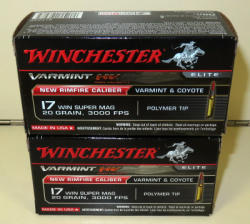 WINCHESTER
VARMINT HE
ELITE
NEW RIMFIRE CALIBER
VARMINT & COYOTE
17 WIN SUPER MAG
20 GRAIN, 3000 FPS
POLYMER TIP
MADE IN U.S.A.
WINCHESTER
VARMINT HE
ELITE
NEW RIMFIRE CALIBER
VARMINT & COYOTE
17 WIN SUPER MAG
20 GRAIN, 3000 FPS
POLYMER TIP
MADE IN U.S.A.